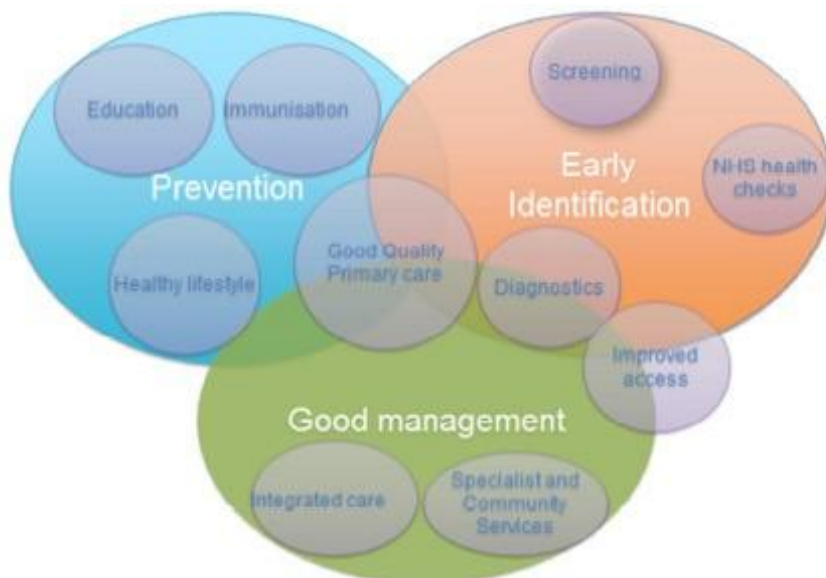 Screening
Education
Immunisation
Early
Identification
NHS health
checks
Prevention
Good Quality
Primary care
Healthy lifestyle
Diagnostics
Improved
access
Good management
Integrated care
Specialist and
Community
Services